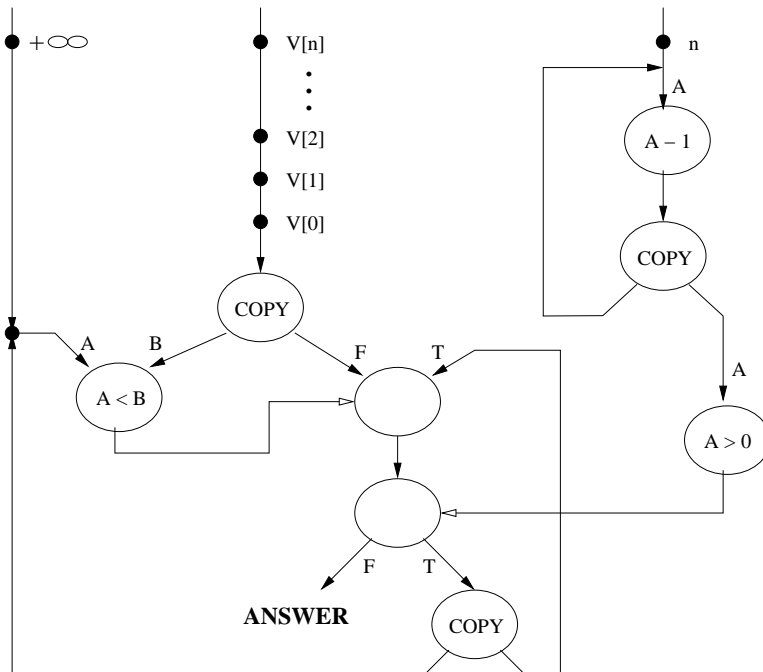 +∞
V[n]
n
A
V[2]
A – 1
V[1]
V[0]
COPY
COPY
A
B
F
T
A
A < B
A > 0
F
T
ANSWER
COPY